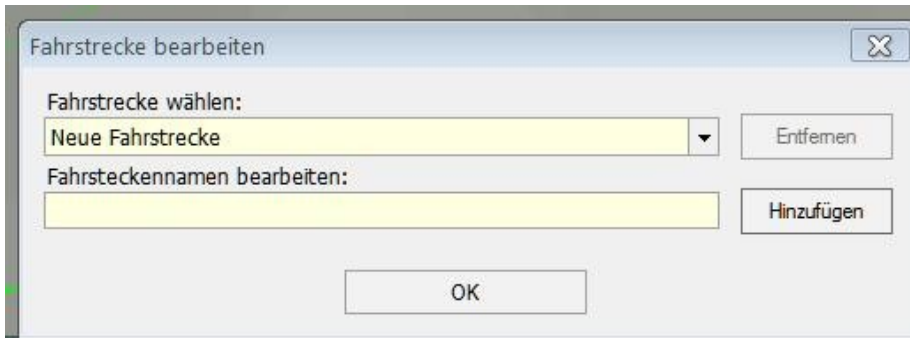 Fahrstrecke bearbeiten
Fahrstrecke wählen:
Neue Fahrstrecke
Entfernen
Fahrsteckennamen bearbeiten:
Hinzufügen
OK